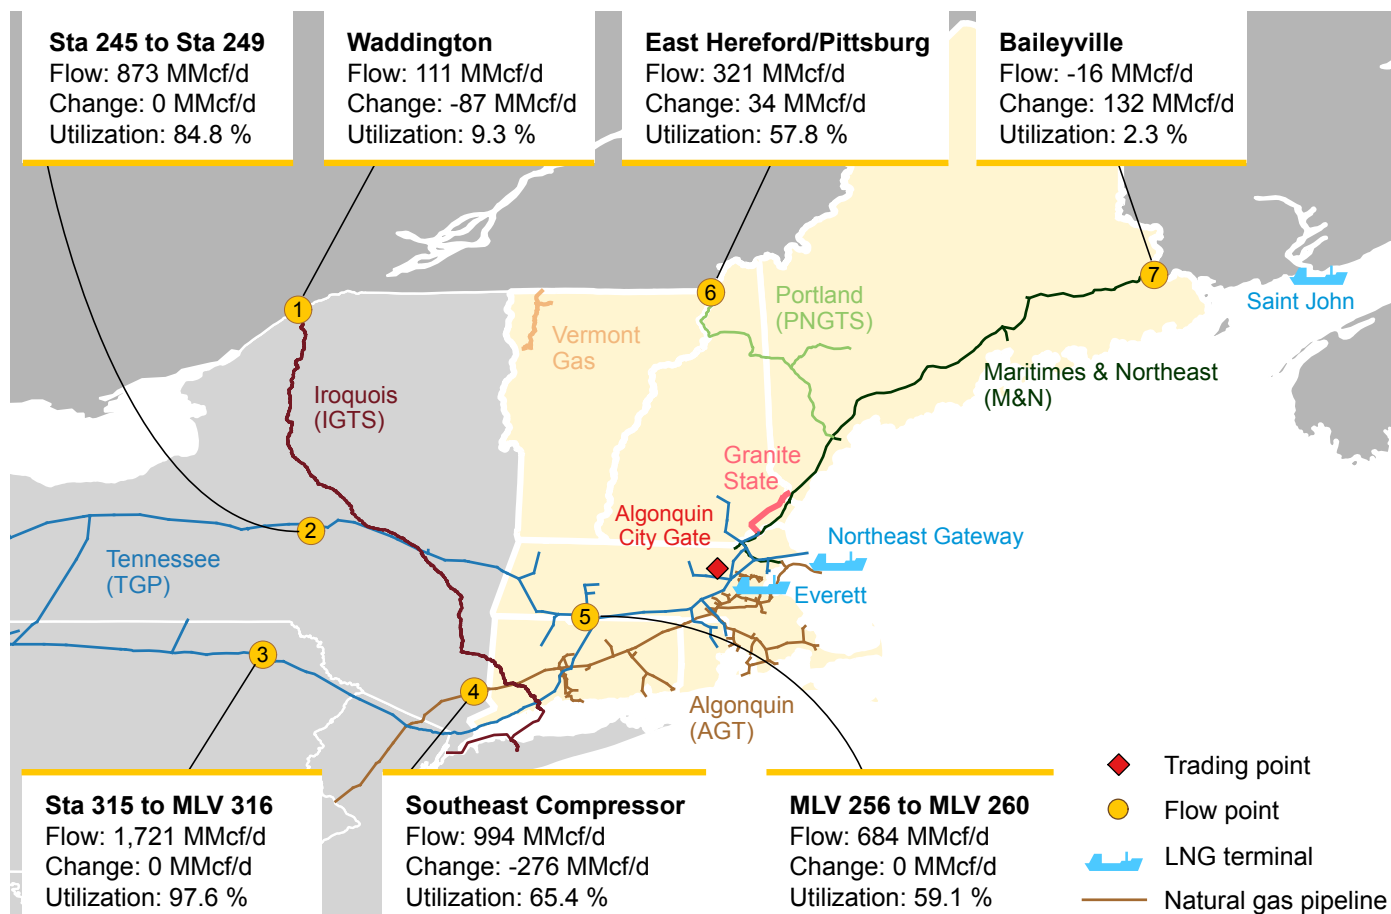 Sta 245 to Sta 249
Flow: 873 MMcf/d
Change: 0 MMcf/d
Utilization: 84.8 %
Waddington
Flow: 111 MMcf/d
Change: -87 MMcf/d
Utilization: 9.3 %
East Hereford/Pittsburg
Flow: 321 MMcf/d
Change: 34 MMcf/d
Utilization: 57.8 %
Baileyville
Flow: -16 MMcf/d
Change: 132 MMcf/d
Utilization: 2.3 %
1
6
7
Saint John
Portland
(PNGTS)
Vermont
Gas
Maritimes & Northeast
(M&N)
Iroquois
(IGTS)
Granite
State
Algonquin
City Gate
2
Northeast Gateway
Tennessee
(TGP)
Everett
5
3
4
Algonquin
(AGT)
Sta 315 to MLV 316
Flow: 1,721 MMcf/d
Change: 0 MMcf/d
Utilization: 97.6 %
Southeast Compressor
Flow: 994 MMcf/d
Change: -276 MMcf/d
Utilization: 65.4 %
MLV 256 to MLV 260
Flow: 684 MMcf/d
Change: 0 MMcf/d
Utilization: 59.1 %
Trading point
Flow point
LNG terminal
Natural gas pipeline